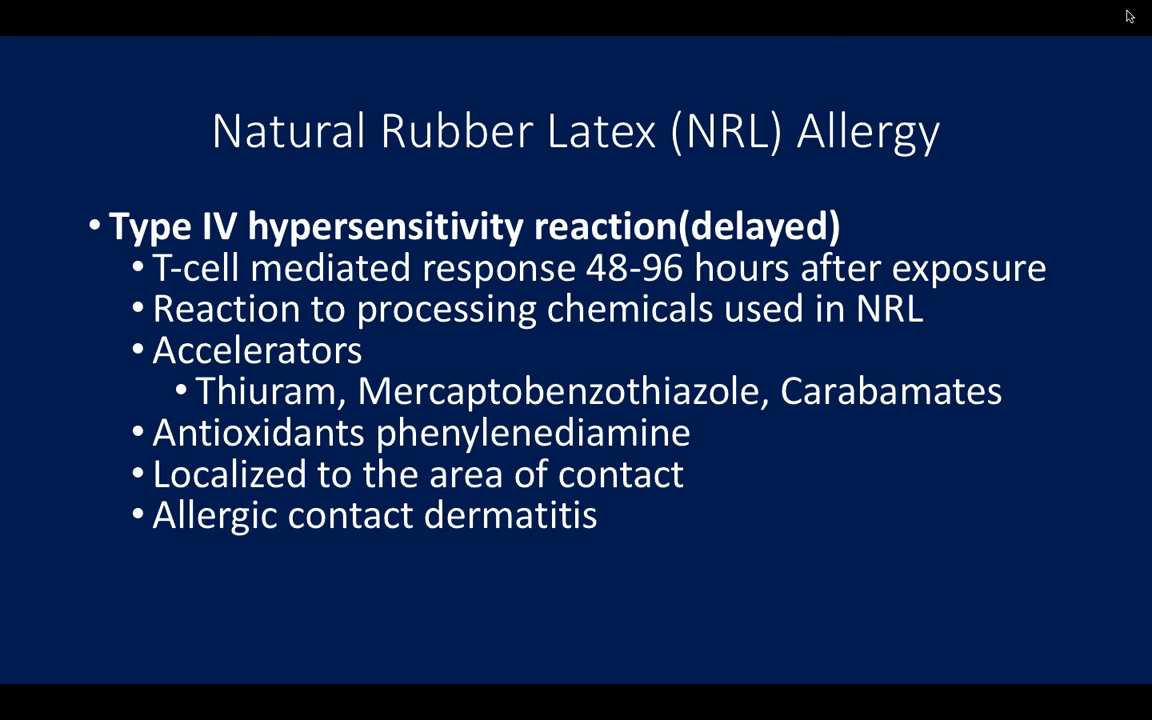 Natural Rubber Latex (NRL) Allergy
• Type IV hypersensitivity reaction(delayed)
• T-cell mediated response 48-96 hours after exposure
• Reaction to processing chemicals used in NRL
• Accelerators
• Thiuram, Mercaptobenzothiazole, Carabamates
• Antioxidants phenylenediamine
• Localized to the area of contact
• Allergic contact dermatitis